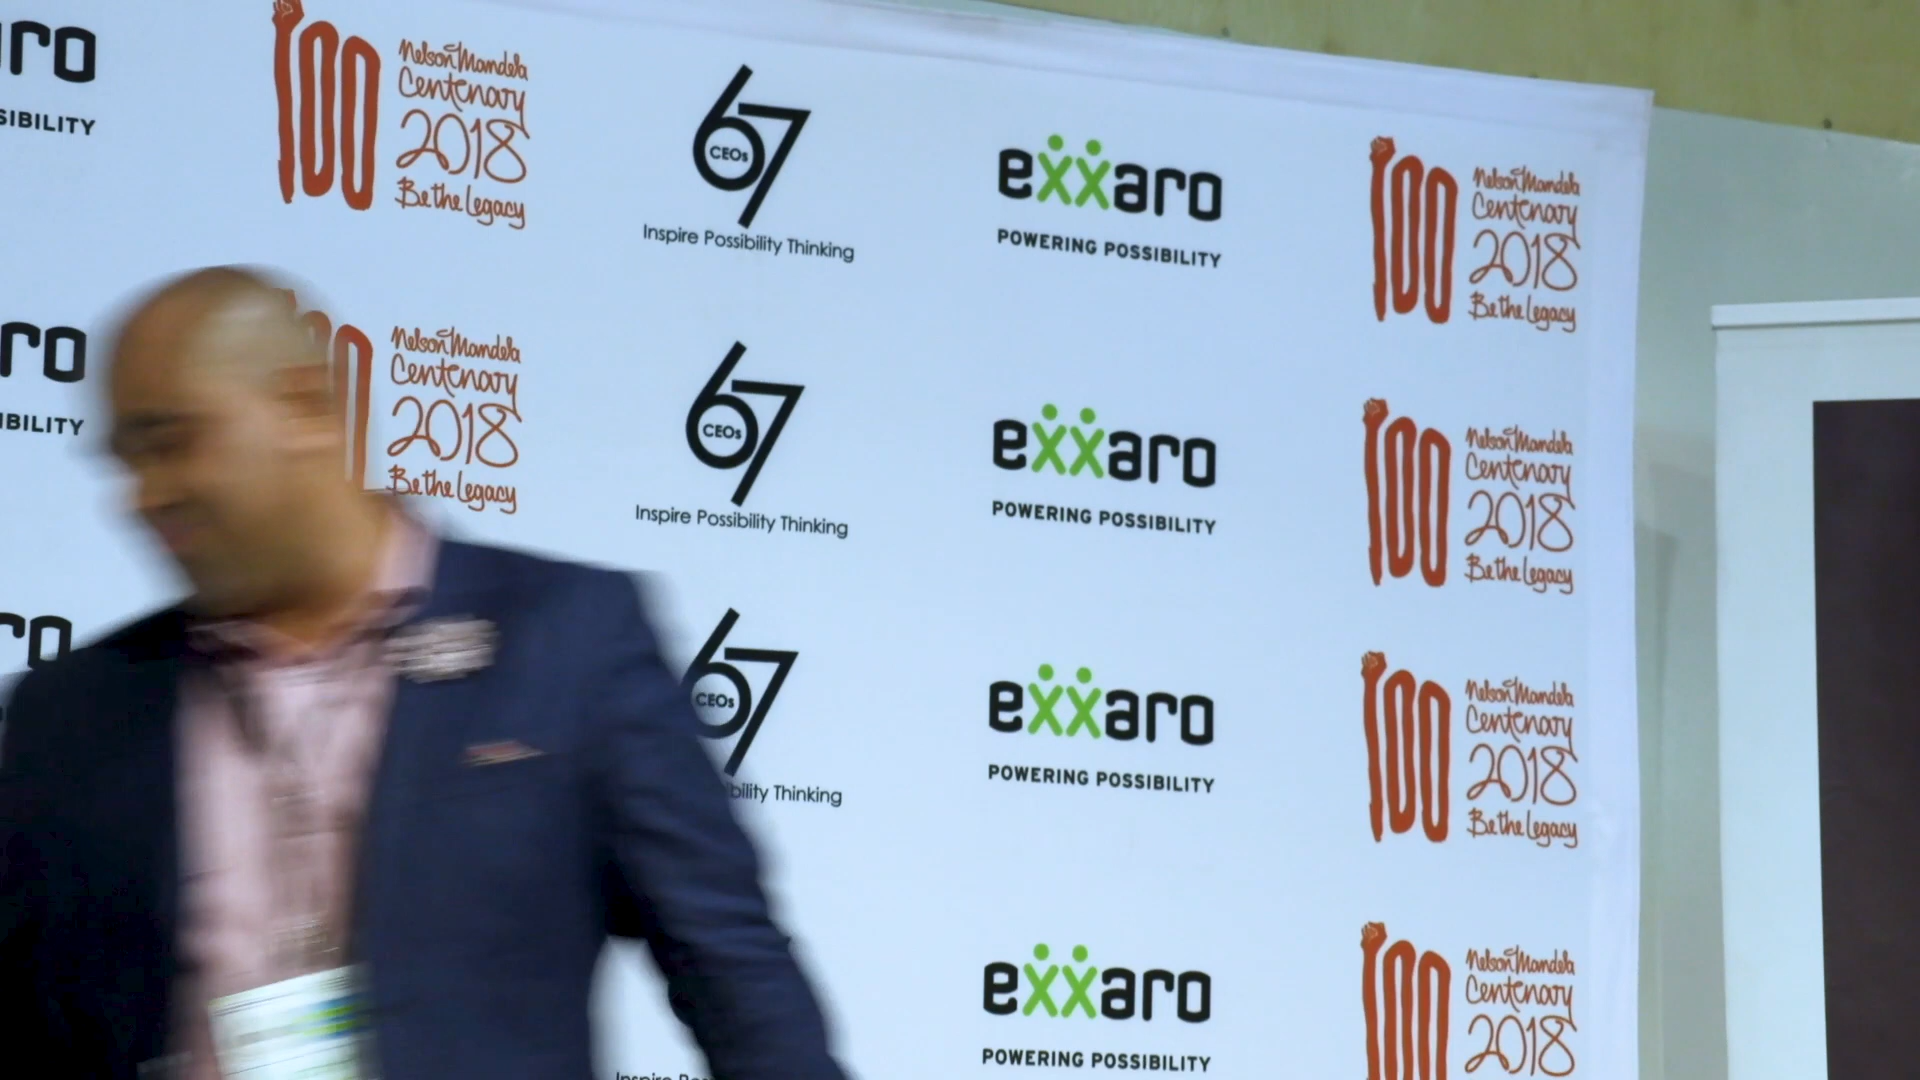 ro
SIBILITY
100
Nelson Mandela
Centenary
2018
Be the Legacy
67
CEOs
Inspire Possibility Thinking
exxaro
POWERING POSSIBILITY
100
Nelson Mandela
Centenary
2018
Be the Legacy
ro
IBILITY
Nelson Mandela
Centenary
2018
Be the Legacy
67
CEOs
Inspire Possibility Thinking
exxaro
POWERING POSSIBILITY
100
Nelson Mandela
Centenary
2018
Be the Legacy
ro
67
CEOs
bility Thinking
exxaro
POWERING POSSIBILITY
100
Nelson Mandela
Centenary
2018
Be the Legacy
exxaro
POWERING POSSIBILITY
100
Nelson Mandela
Centenary
2018
Inspire